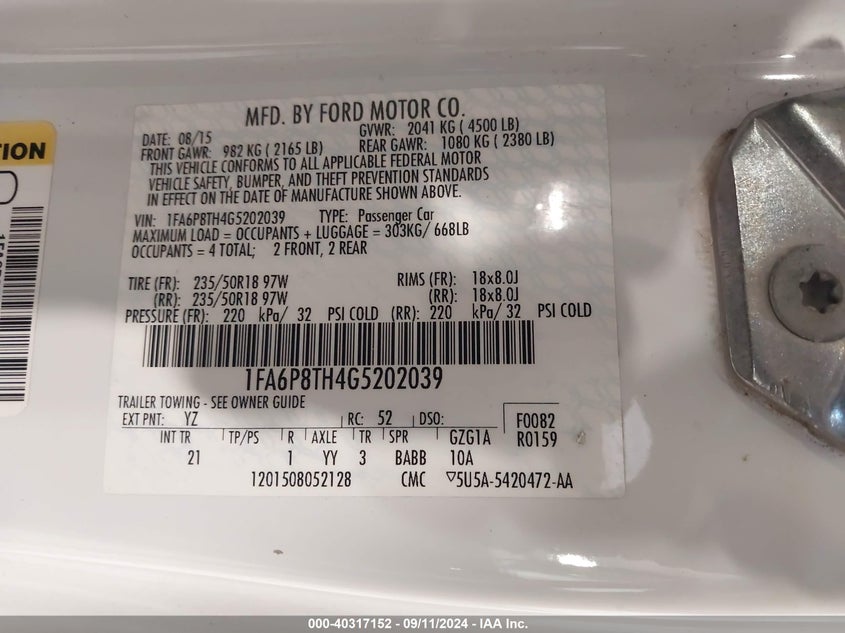 MFD. BY FORD MOTOR CO.
DATE: 08/15 GVWR: 2041 KG ( 4500 LB)
FRONT GAWR: 982 KG ( 2165 LB) REAR GAWR: 1080 KG ( 2380 LB)
THIS VEHICLE CONFORMS TO ALL APPLICABLE FEDERAL MOTOR
VEHICLE SAFETY, BUMPER, AND THEFT PREVENTION STANDARDS
IN EFFECT ON THE DATE OF MANUFACTURE SHOWN ABOVE.
VIN: 1FA6P8TH4G5202039 TYPE: Passenger Car
MAXIMUM LOAD = OCCUPANTS + LUGGAGE = 303KG/ 668LB
OCCUPANTS = 4 TOTAL; 2 FRONT, 2 REAR
TIRE (FR): 235/50R18 97W RIMS (FR): 18x8.0J
(RR): 235/50R18 97W (RR): 18x8.0J
PRESSURE (FR): 220 kPa/ 32 PSI COLD (RR): 220 kPa/ 32 PSI COLD
1FA6P8TH4G5202039
TRAILER TOWING - SEE OWNER GUIDE
EXT PNT: YZ RC: 52 DSO: F0082
INT TR TP/PS R AXLE TR SPR GZG1A R0159
21 1 YY 3 BABB 10A
1201508052128 CMC ▽5U5A-5420472-AA
000-40317152 - 09/11/2024 - IAA Inc.